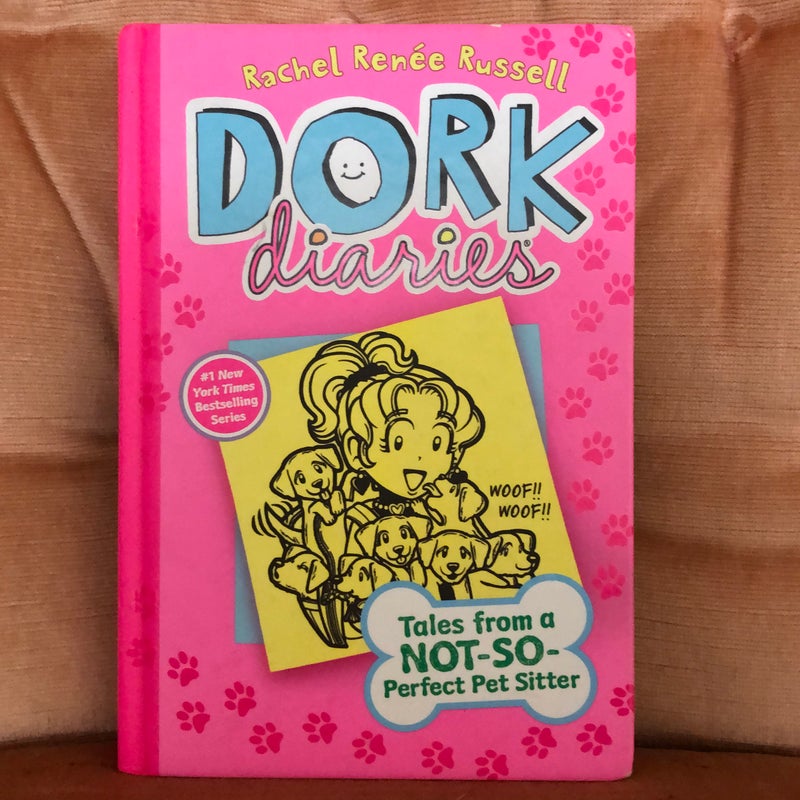 Rachel Renée Russell
DORK
diaries®
#1 New
York Times
Bestselling
Series
WOOF!!
WOOF!!
Tales from a
NOT-SO-
Perfect Pet Sitter